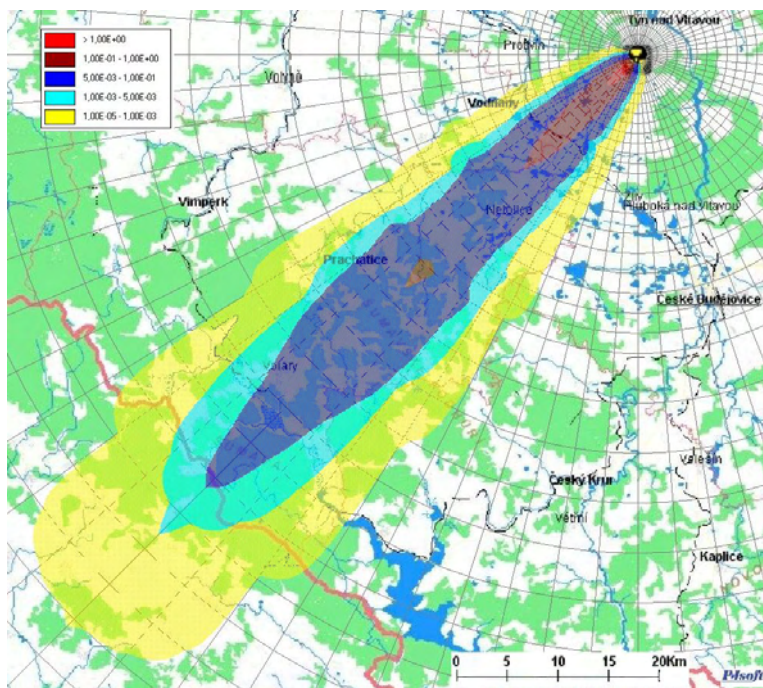 Týn nad Vltavou
> 1,00E+00
1,00E-01 - 1,00E+00
5,00E-03 - 1,00E-01
1,00E-03 - 5,00E-03
1,00E-05 - 1,00E-03
Protivín
Volyně
Vodňany
Vimperk
Netolice
Hluboká nad Vltavou
Prachatice
České Budějovice
Volary
Český Kru
Větřní
Velešín
Kaplice
0 5 10 15 20Km